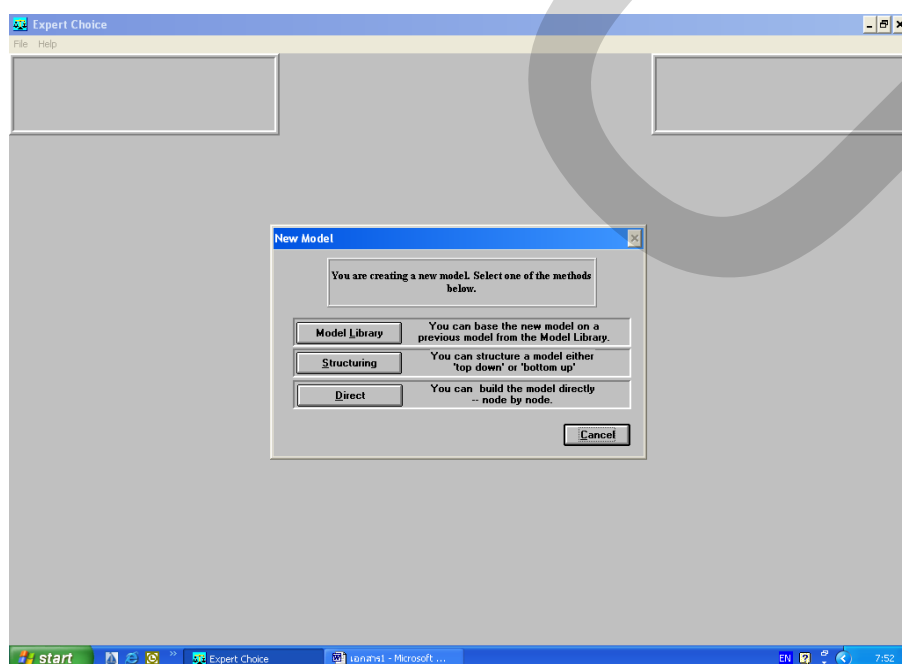 Expert Choice
File Help
New Model
You are creating a new model. Select one of the methods
below.
Model Library
You can base the new model on a
previous model from the Model Library.
Structuring
You can structure a model either
'top down' or 'bottom up'
Direct
You can build the model directly
-- node by node.
Cancel
start
Expert Choice
เอกสาร1 - Microsoft ...
EN
7:52